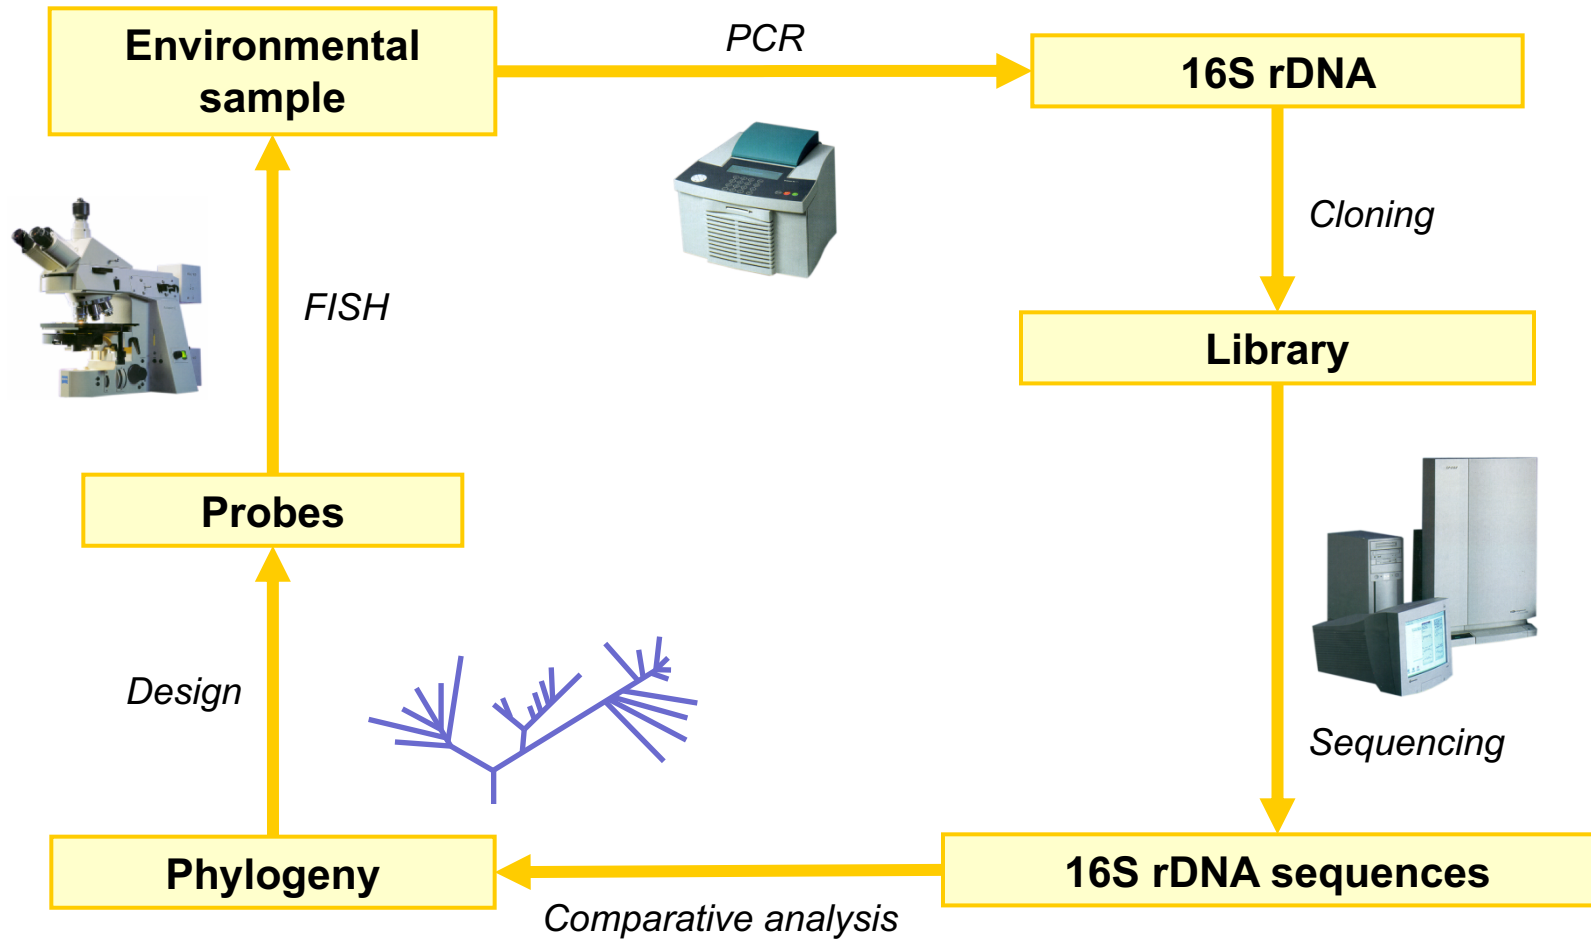 Environmental
sample
PCR
16S rDNA
Cloning
Library
Sequencing
16S rDNA sequences
Comparative analysis
Phylogeny
Design
Probes
FISH